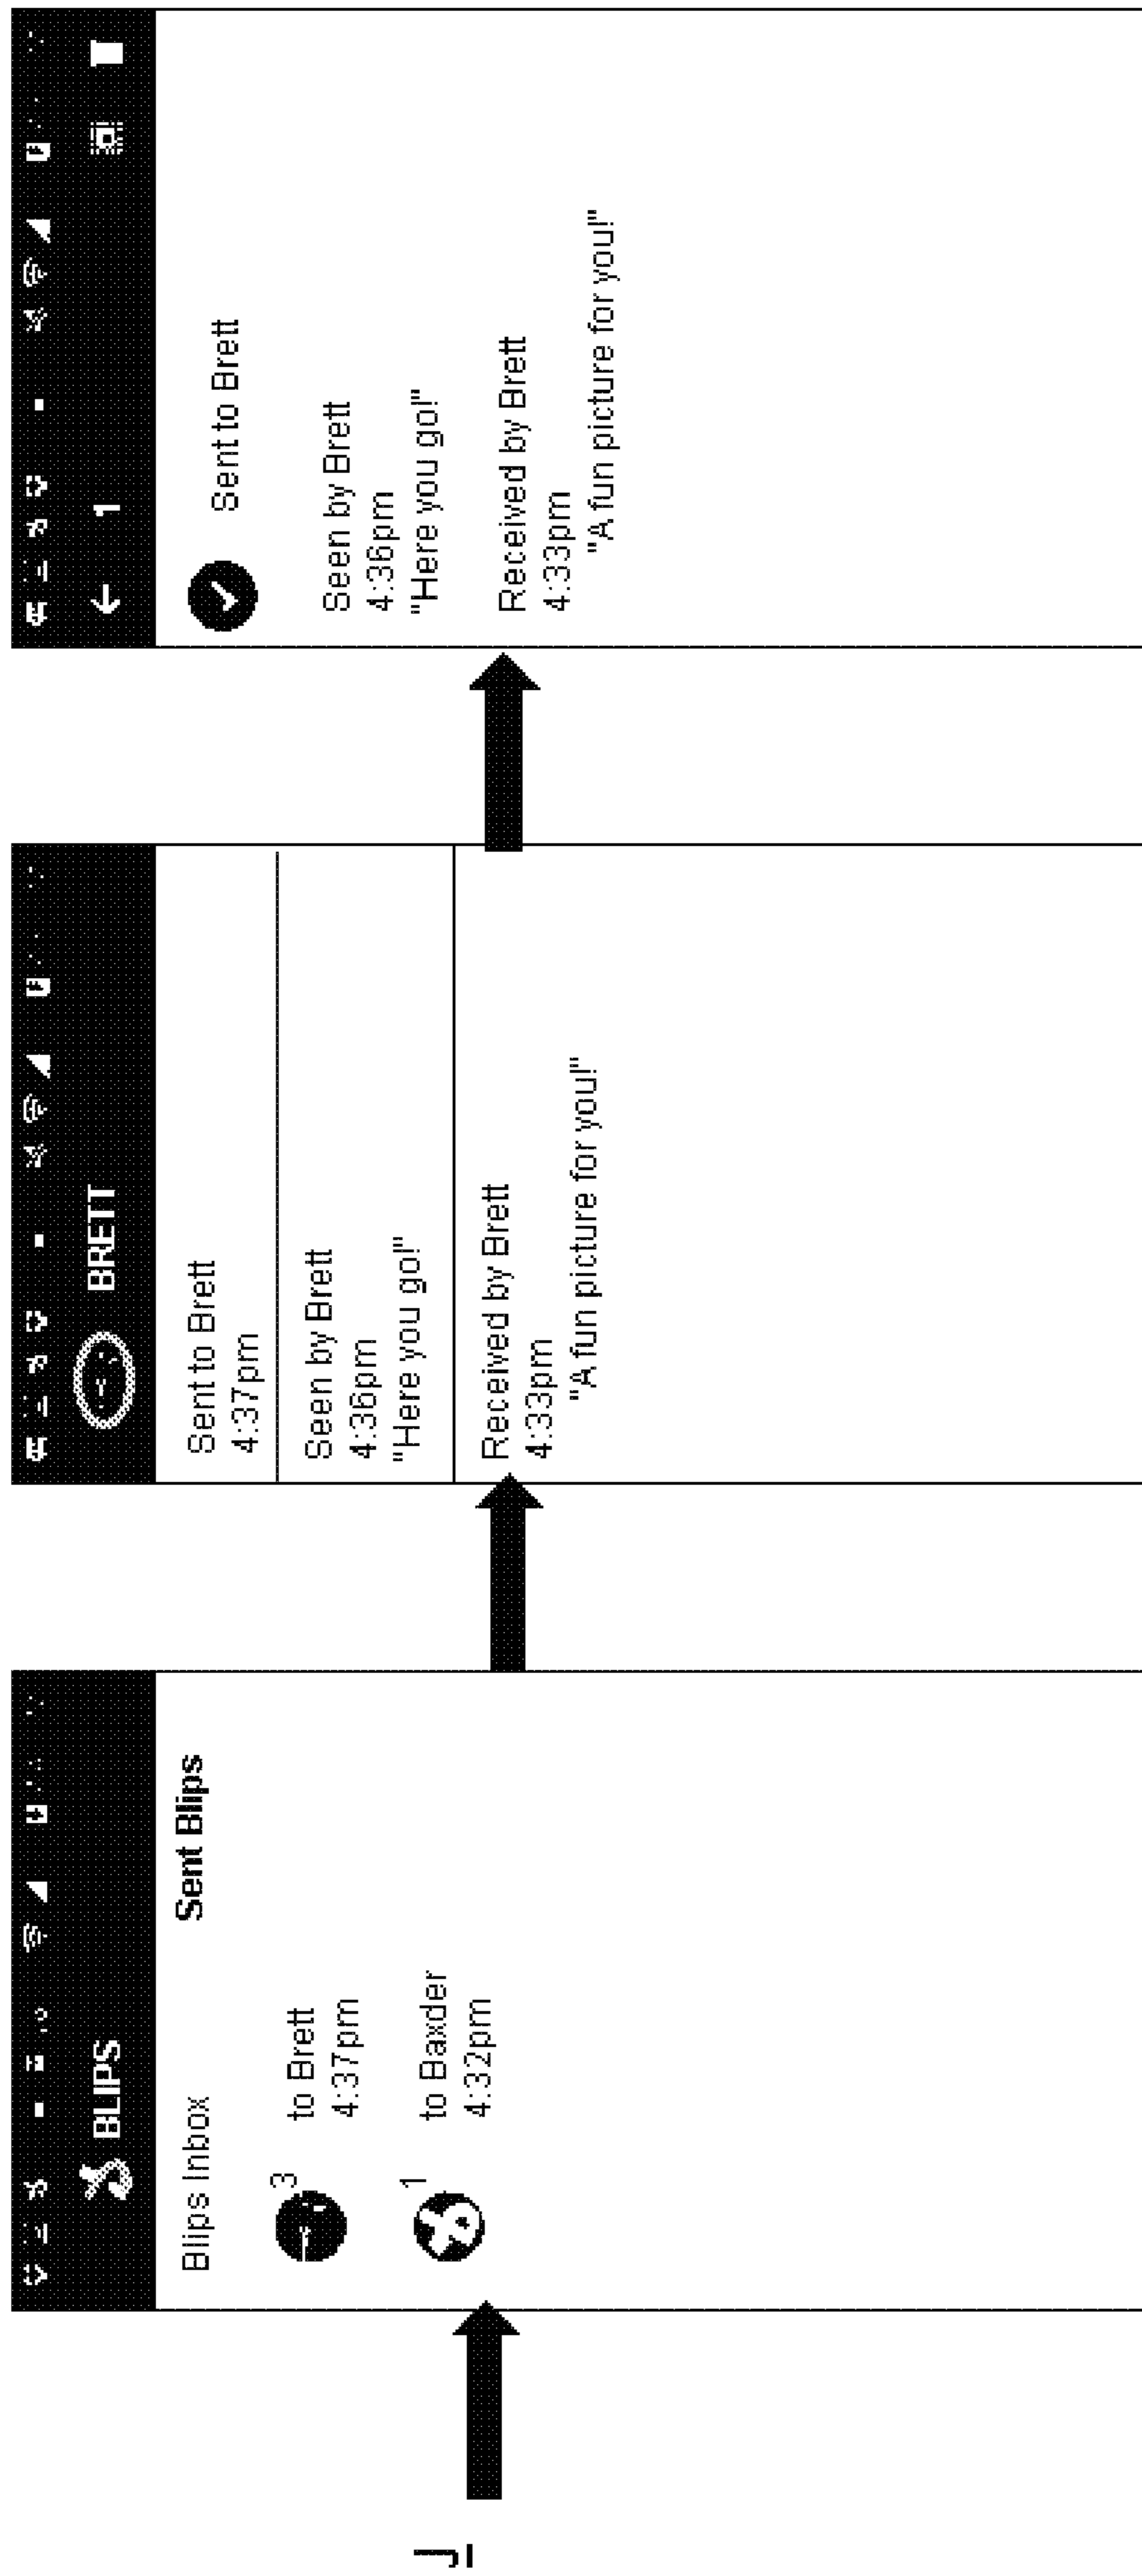 J
BLIPS
Blips Inbox
Sent Blips
3
to Brett
4:37pm
1
to Baxder
4:32pm
BRETT
Sent to Brett
4:37pm
Seen by Brett
4:36pm
"Here you go!"
Received by Brett
4:33pm
"A fun picture for you!"
1
Sent to Brett
Seen by Brett
4:36pm
"Here you go!"
Received by Brett
4:33pm
"A fun picture for you!"